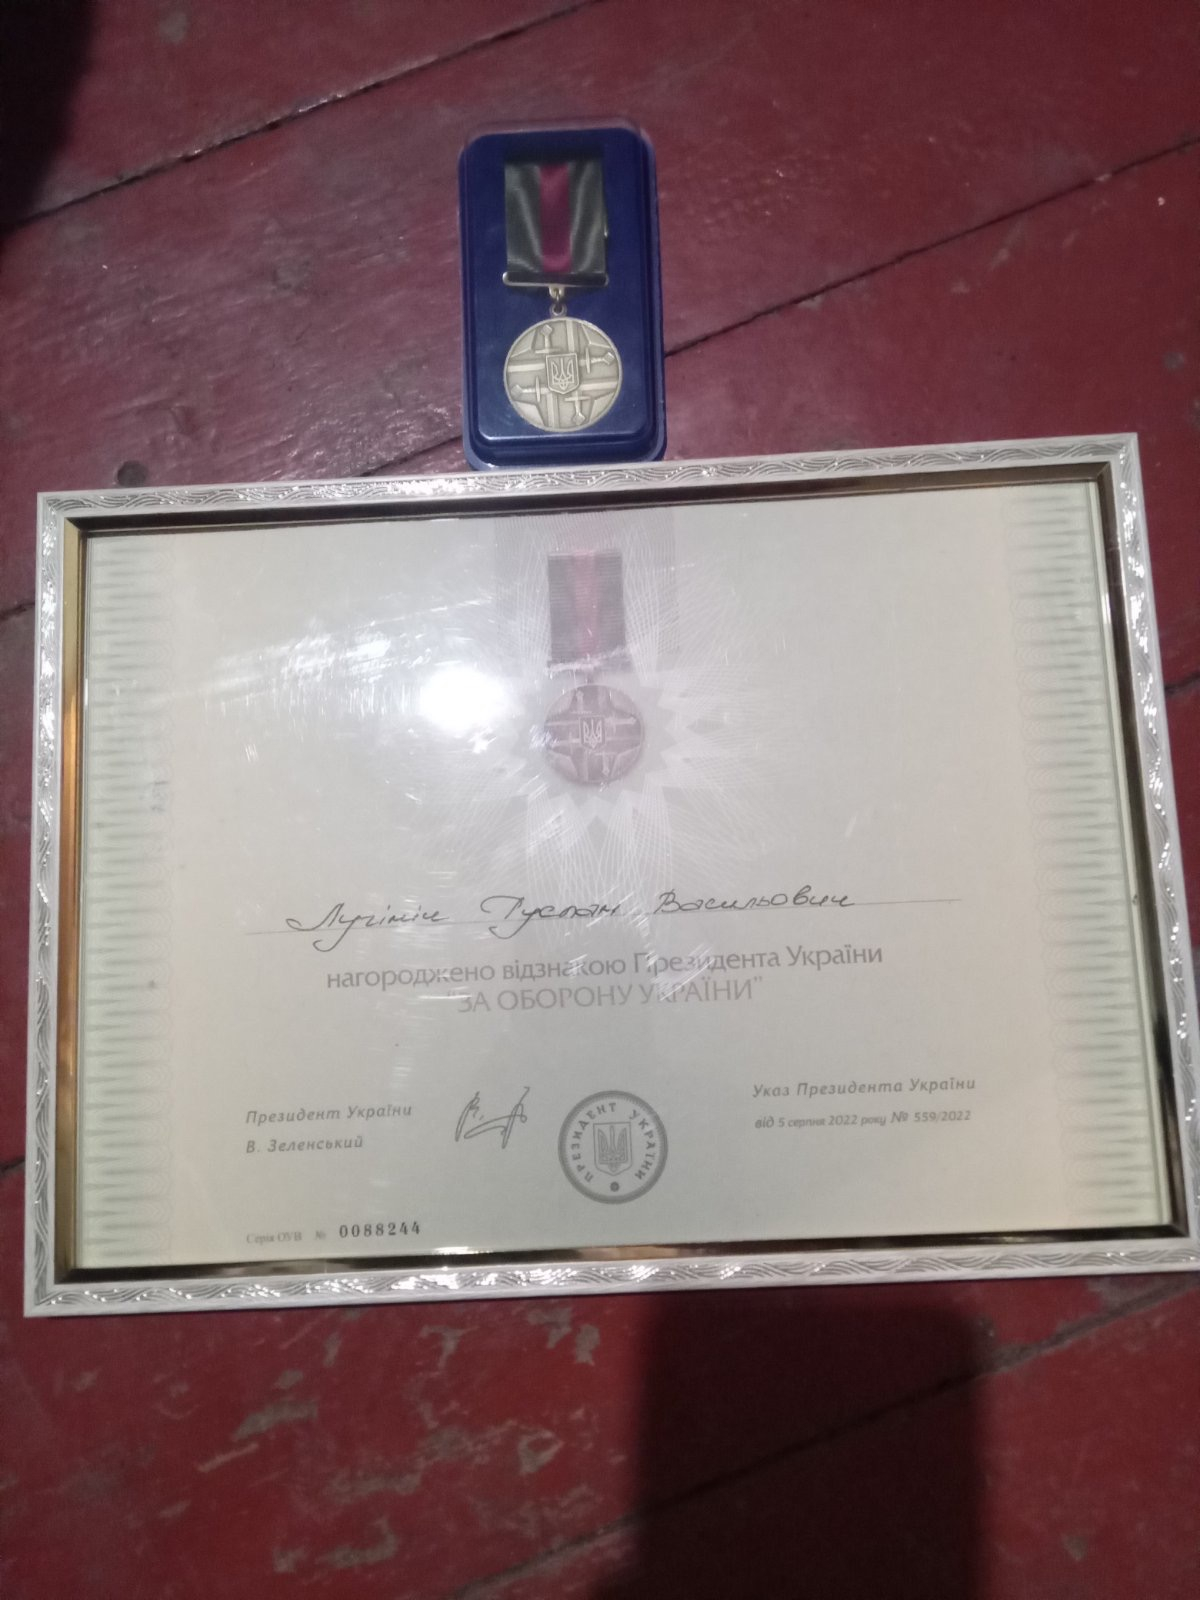 Руслан Васильович
нагороджено відзнакою Президента України
"ЗА ОБОРОНУ УКРАЇНИ"
Президент України
В. Зеленський
ПРЕЗИДЕНТ УКРАЇНИ
Указ Президента України
від 5 серпня 2022 року № 559/2022
Серія ОУВ № 0088244